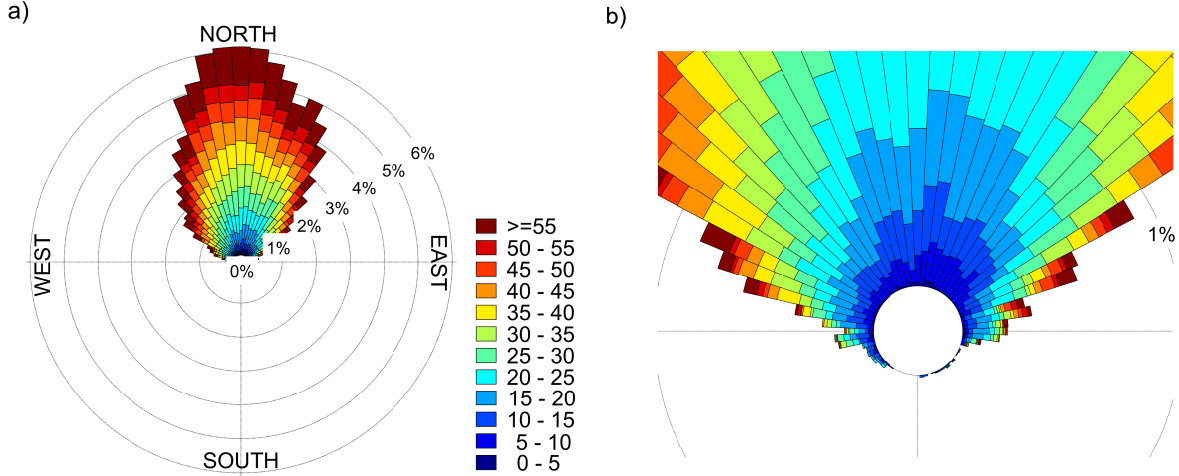 a)
NORTH
6%
5%
4%
3%
2%
1%
0%
WEST
EAST
SOUTH
>=55
50 - 55
45 - 50
40 - 45
35 - 40
30 - 35
25 - 30
20 - 25
15 - 20
10 - 15
5 - 10
0 - 5
b)
1%